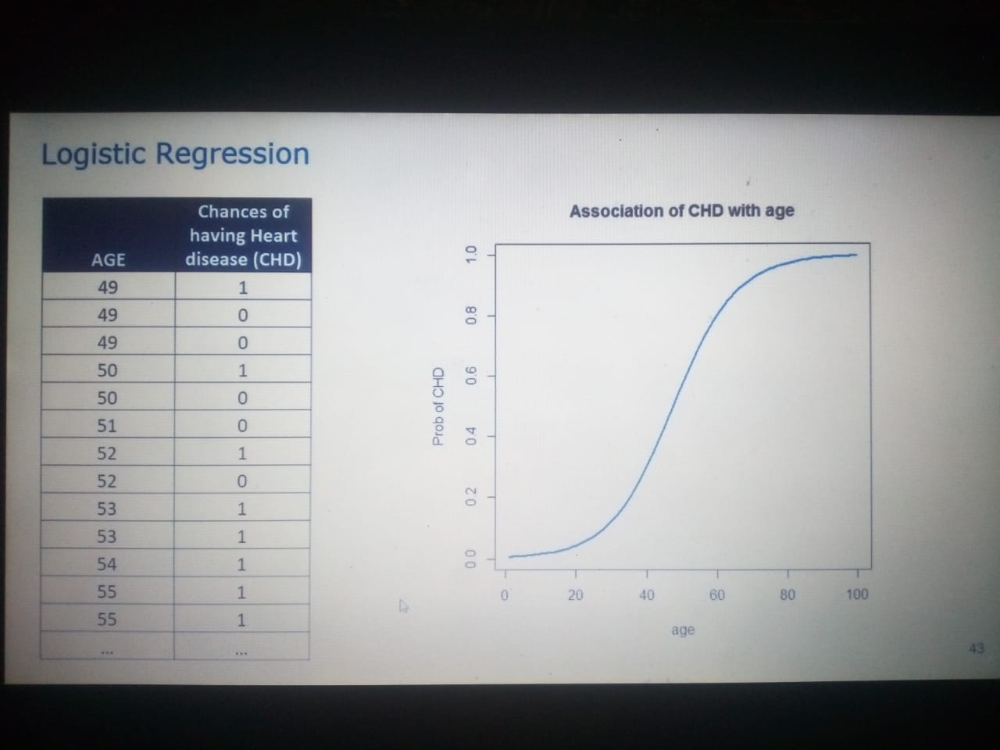 Logistic Regression
AGE
Chances of
having Heart
disease (CHD)
49 1
49 0
49 0
50 1
50 0
51 0
52 1
52 0
53 1
53 1
54 1
55 1
55 1
... ...
Association of CHD with age
Prob of CHD
1.0
0.8
0.6
0.4
0.2
0.0
0 20 40 60 80 100
age
43